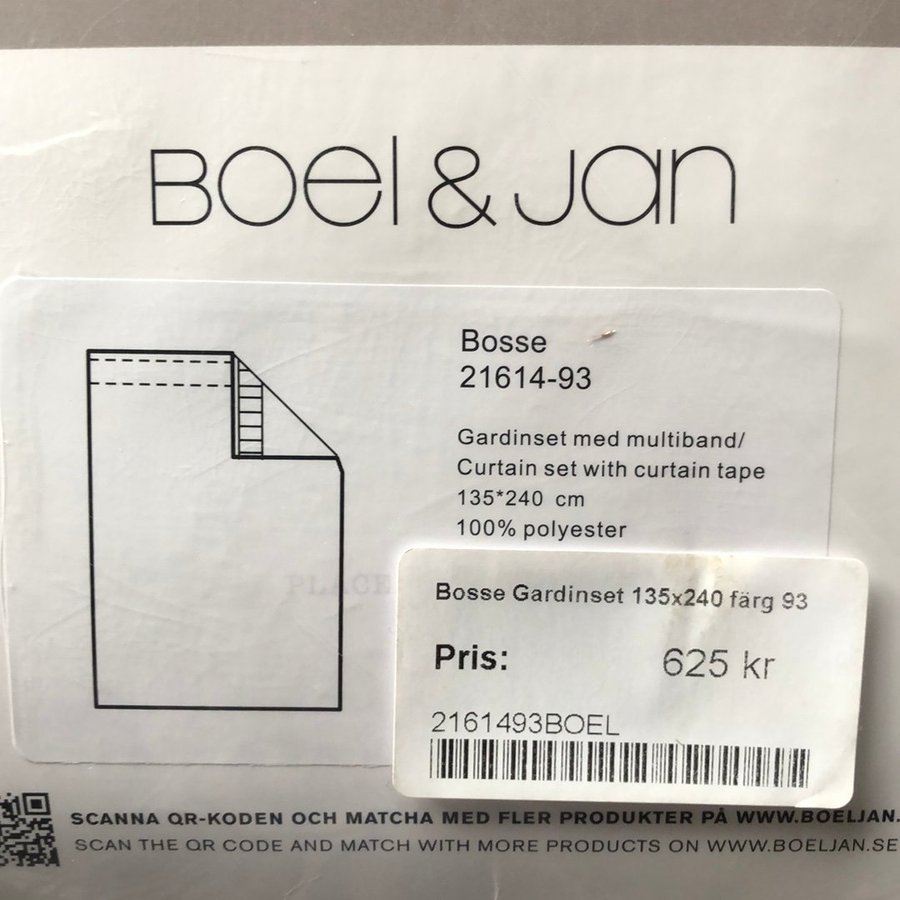 Boel & Jan
Bosse
21614-93
Gardinset med multiband/
Curtain set with curtain tape
135*240 cm
100% polyester
PLACE
Bosse Gardinset 135x240 färg 93
Pris: 625 kr
2161493BOEL
SCANNA QR-KODEN OCH MATCHA MED FLER PRODUKTER PÅ WWW.BOELJAN.
SCAN THE QR CODE AND MATCH WITH MORE PRODUCTS ON WWW.BOELJAN.SE